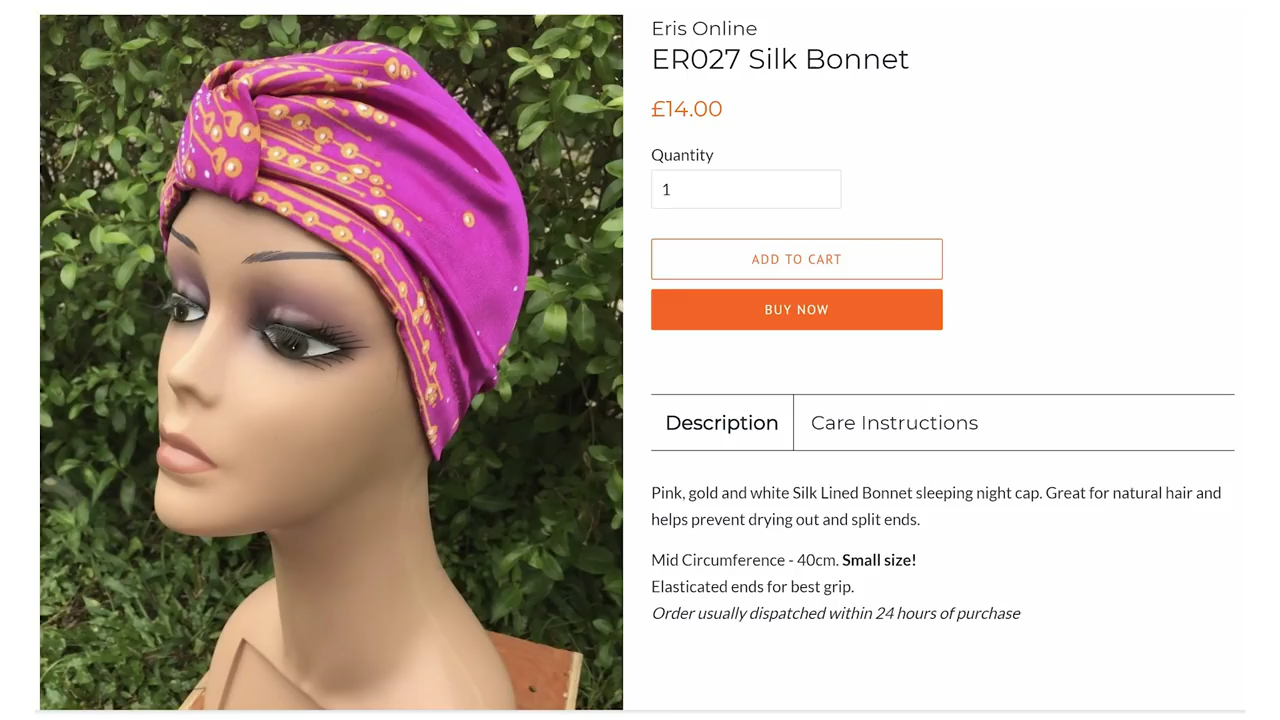 Eris Online
ER027 Silk Bonnet
£14.00
Quantity
1
ADD TO CART
BUY NOW
Description
Care Instructions
Pink, gold and white Silk Lined Bonnet sleeping night cap. Great for natural hair and
helps prevent drying out and split ends.
Mid Circumference - 40cm. Small size!
Elasticated ends for best grip.
Order usually dispatched within 24 hours of purchase